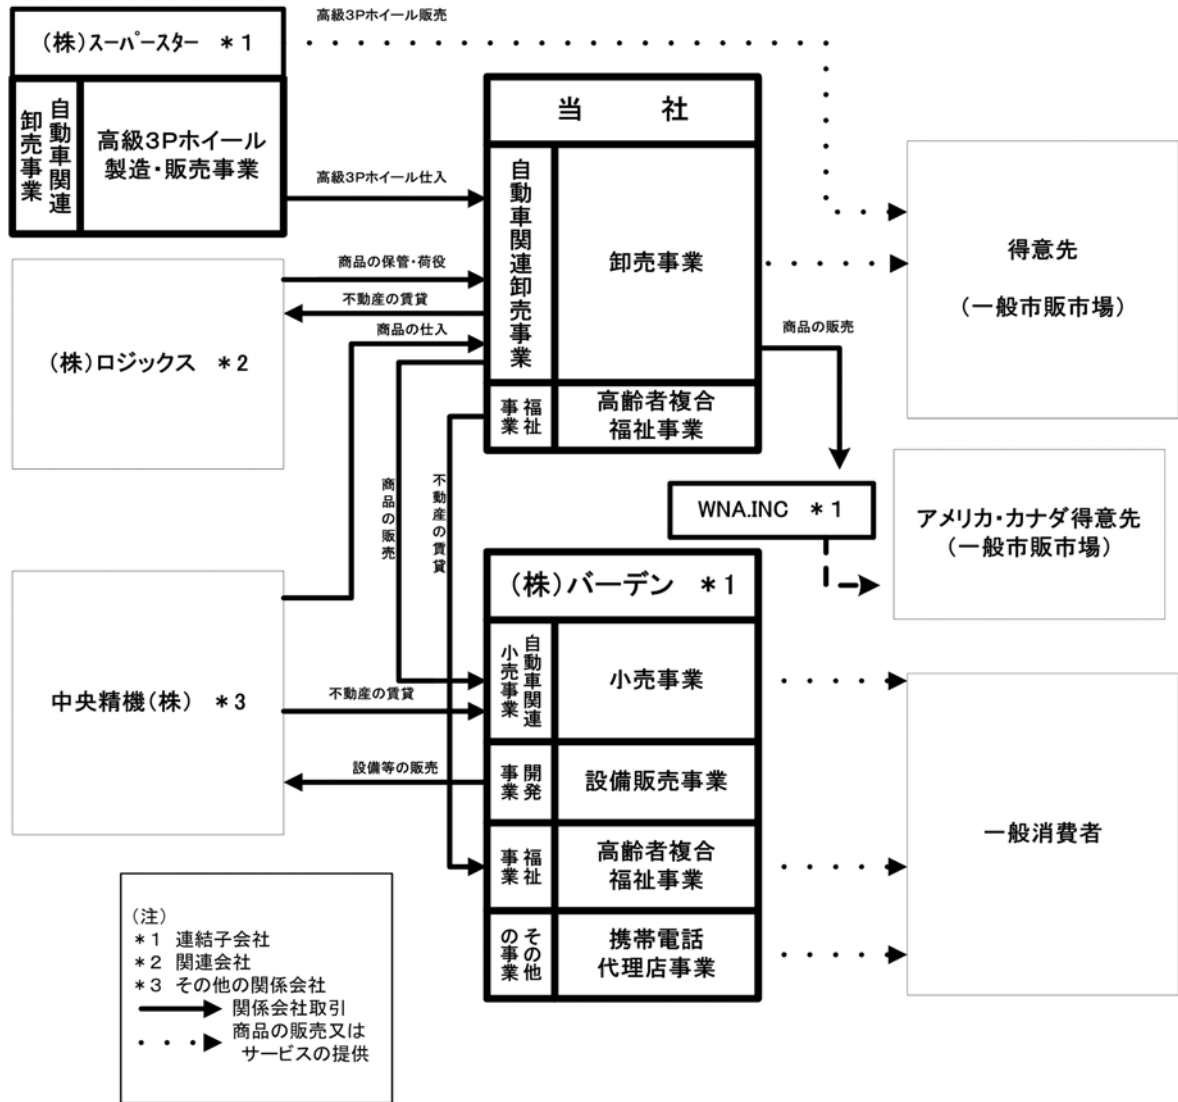 高級3Pホイール販売
(株)スーパースター ＊1
自動車関連
卸売事業
高級3Pホイール
製造・販売事業
高級3Pホイール仕入
当 社
自動車関連卸売事業
卸売事業
福祉
事業
高齢者複合
福祉事業
得意先
(一般市販市場)
商品の保管・荷役
不動産の賃貸
商品の仕入
(株)ロジックス ＊2
商品の販売
商品の販売
不動産の賃貸
WNA.INC ＊1
アメリカ・カナダ得意先
(一般市販市場)
中央精機(株) ＊3
不動産の賃貸
設備等の販売
(株)バーデン ＊1
自動車関連
小売事業
小売事業
開発
事業
設備販売事業
福祉
事業
高齢者複合
福祉事業
その他
の事業
携帯電話
代理店事業
一般消費者
(注)
＊1 連結子会社
＊2 関連会社
＊3 その他の関係会社
関係会社取引
商品の販売又は
サービスの提供